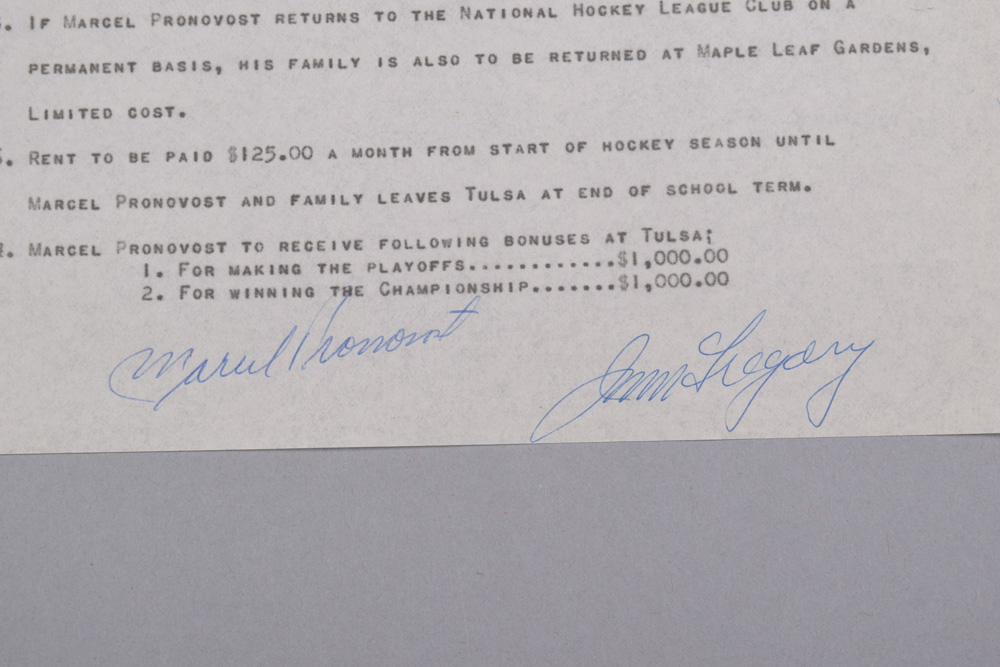 . If Marcel Pronovost returns to the National Hockey League Club on a
permanent basis, his family is also to be returned at Maple Leaf Gardens,
Limited cost.
. Rent to be paid $125.00 a month from start of hockey season until
Marcel Pronovost and family leaves Tulsa at end of school term.
. Marcel Pronovost to receive following bonuses at Tulsa;
1. For making the playoffs............$1,000.00
2. For winning the Championship.......$1,000.00
Marcel Pronovost Jim Gregory